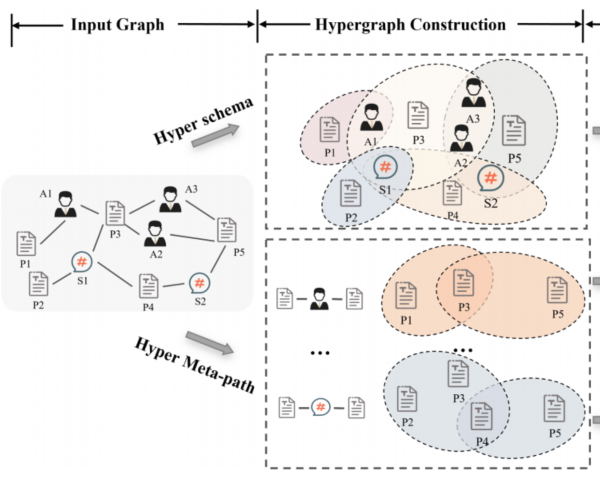 Input Graph
Hypergraph Construction
Hyper schema
A1
A3
P3
A2
P5
P1
S1
P2
P4
S2
Hyper Meta-path
A3
P1
A1
P3
A2
P5
S1
S2
P2
P4
P1
P3
P5
...
...
P3
P2
P4
P5